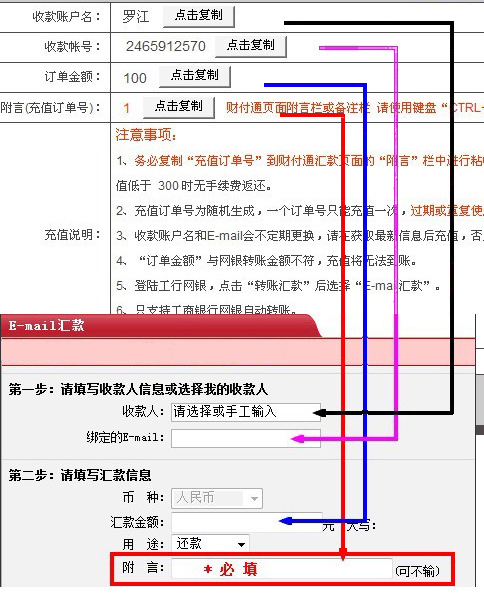 收款账户名： 罗江 点击复制
收款帐号： 2465912570 点击复制
订单金额： 100 点击复制
附言(充值订单号)： 1 点击复制 财付通页面附言栏或备注栏 请使用键盘“CTRL
注意事项：
1、务必复制“充值订单号”到财付通汇款页面的“附言”栏中进行粘
值低于 300时无手续费返还。
充值说明：
2、充值订单号为随机生成，一个订单号只能充值一次，过期或重复使
3、收款账户名和E-mail会不定期更换，请在获取最新信息后充值，否
4、“订单金额”与网银转账金额不符，充值将无法到账。
5、登陆工行网银，点击“转账汇款”后选择“E-mail汇款”。
6、只支持工商银行网银自动转账。
E-mail汇款
第一步：请填写收款人信息或选择我的收款人
收款人： 请选择或手工输入
绑定的E-mail：
第二步：请填写汇款信息
币 种： 人民币
汇款金额： 元 大写：
用 途： 还款
附 言： * 必 填 (可不输)